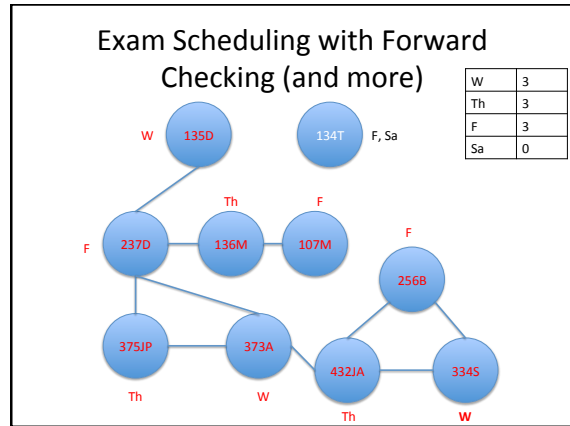 Exam Scheduling with Forward
Checking (and more)
W 3
Th 3
F 3
Sa 0
W 135D
134T F, Sa
Th F
F 237D 136M 107M
F
256B
375JP 373A 432JA 334S
Th W Th W